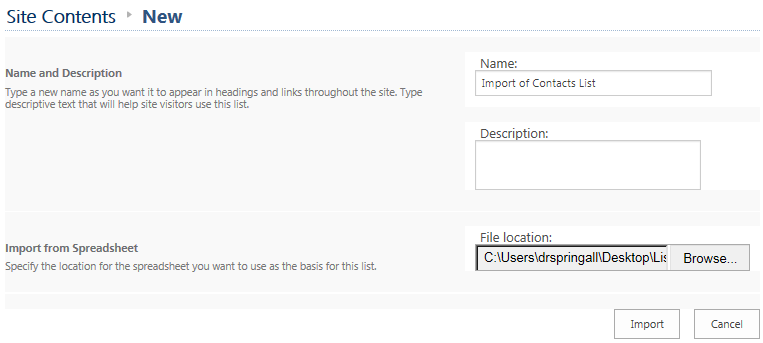 Site Contents ▸ New
Name and Description
Type a new name as you want it to appear in headings and links throughout the site. Type
descriptive text that will help site visitors use this list.
Name:
Import of Contacts List
Description:
Import from Spreadsheet
Specify the location for the spreadsheet you want to use as the basis for this list.
File location:
C:\Users\drspringall\Desktop\Lis
Browse...
Import
Cancel